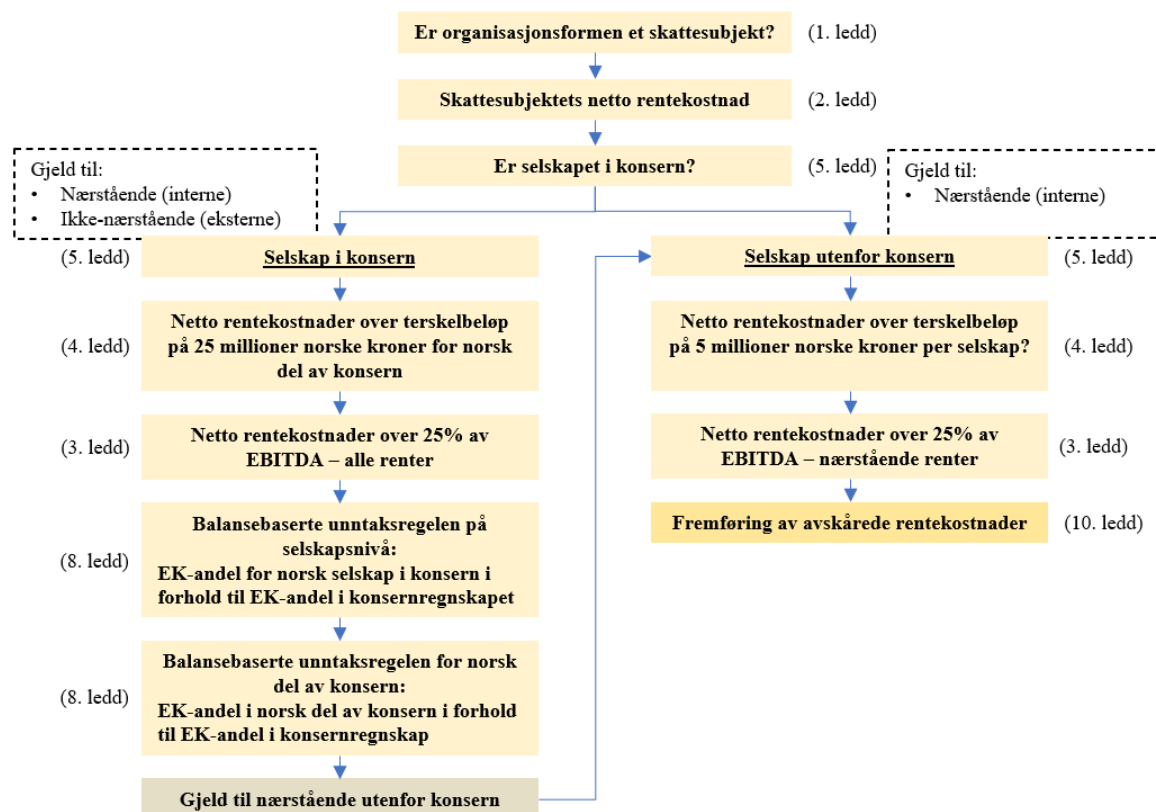 Er organisasjonsformen et skattesubjekt?
(1. ledd)
Skattesubjektets netto rentekostnad
(2. ledd)
Er selskapet i konsern?
(5. ledd)
Gjeld til:
• Nærstående (interne)
• Ikke-nærstående (eksterne)
Gjeld til:
• Nærstående (interne)
(5. ledd)
Selskap i konsern
(4. ledd)
Netto rentekostnader over terskelbeløp
på 25 millioner norske kroner for norsk
del av konsern
(3. ledd)
Netto rentekostnader over 25% av
EBITDA – alle renter
(8. ledd)
Balansebaserte unntaksregelen på
selskapsnivå:
EK-andel for norsk selskap i konsern i
forhold til EK-andel i konsernregnskapet
(8. ledd)
Balansebaserte unntaksregelen for norsk
del av konsern:
EK-andel i norsk del av konsern i forhold
til EK-andel i konsernregnskap
Gjeld til nærstående utenfor konsern
Selskap utenfor konsern
(5. ledd)
Netto rentekostnader over terskelbeløp
på 5 millioner norske kroner per selskap?
(4. ledd)
Netto rentekostnader over 25% av
EBITDA – nærstående renter
(3. ledd)
Fremføring av avskårede rentekostnader
(10. ledd)